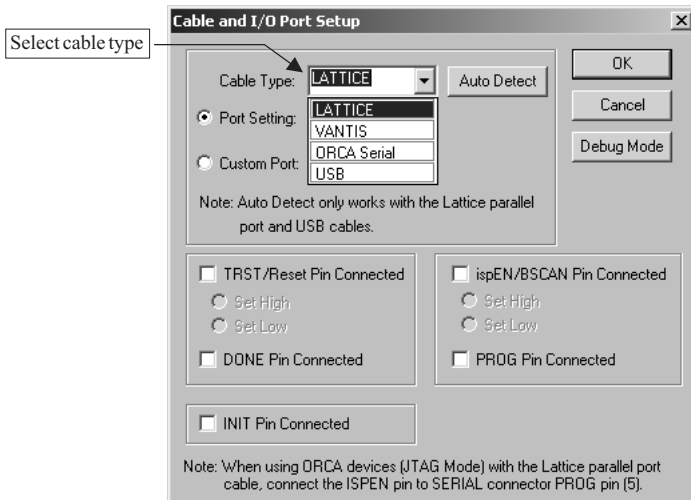 Cable and I/O Port Setup
Select cable type
Cable Type: LATTICE Auto Detect
OK
LATTICE
VANTIS
ORCA Serial
USB
Cancel
Port Setting:
Debug Mode
Custom Port:
Note: Auto Detect only works with the Lattice parallel
port and USB cables.
TRST/Reset Pin Connected
Set High
Set Low
DONE Pin Connected
ispEN/BSCAN Pin Connected
Set High
Set Low
PROG Pin Connected
INIT Pin Connected
Note: When using ORCA devices (JTAG Mode) with the Lattice parallel port
cable, connect the ISPEN pin to SERIAL connector PROG pin (5).